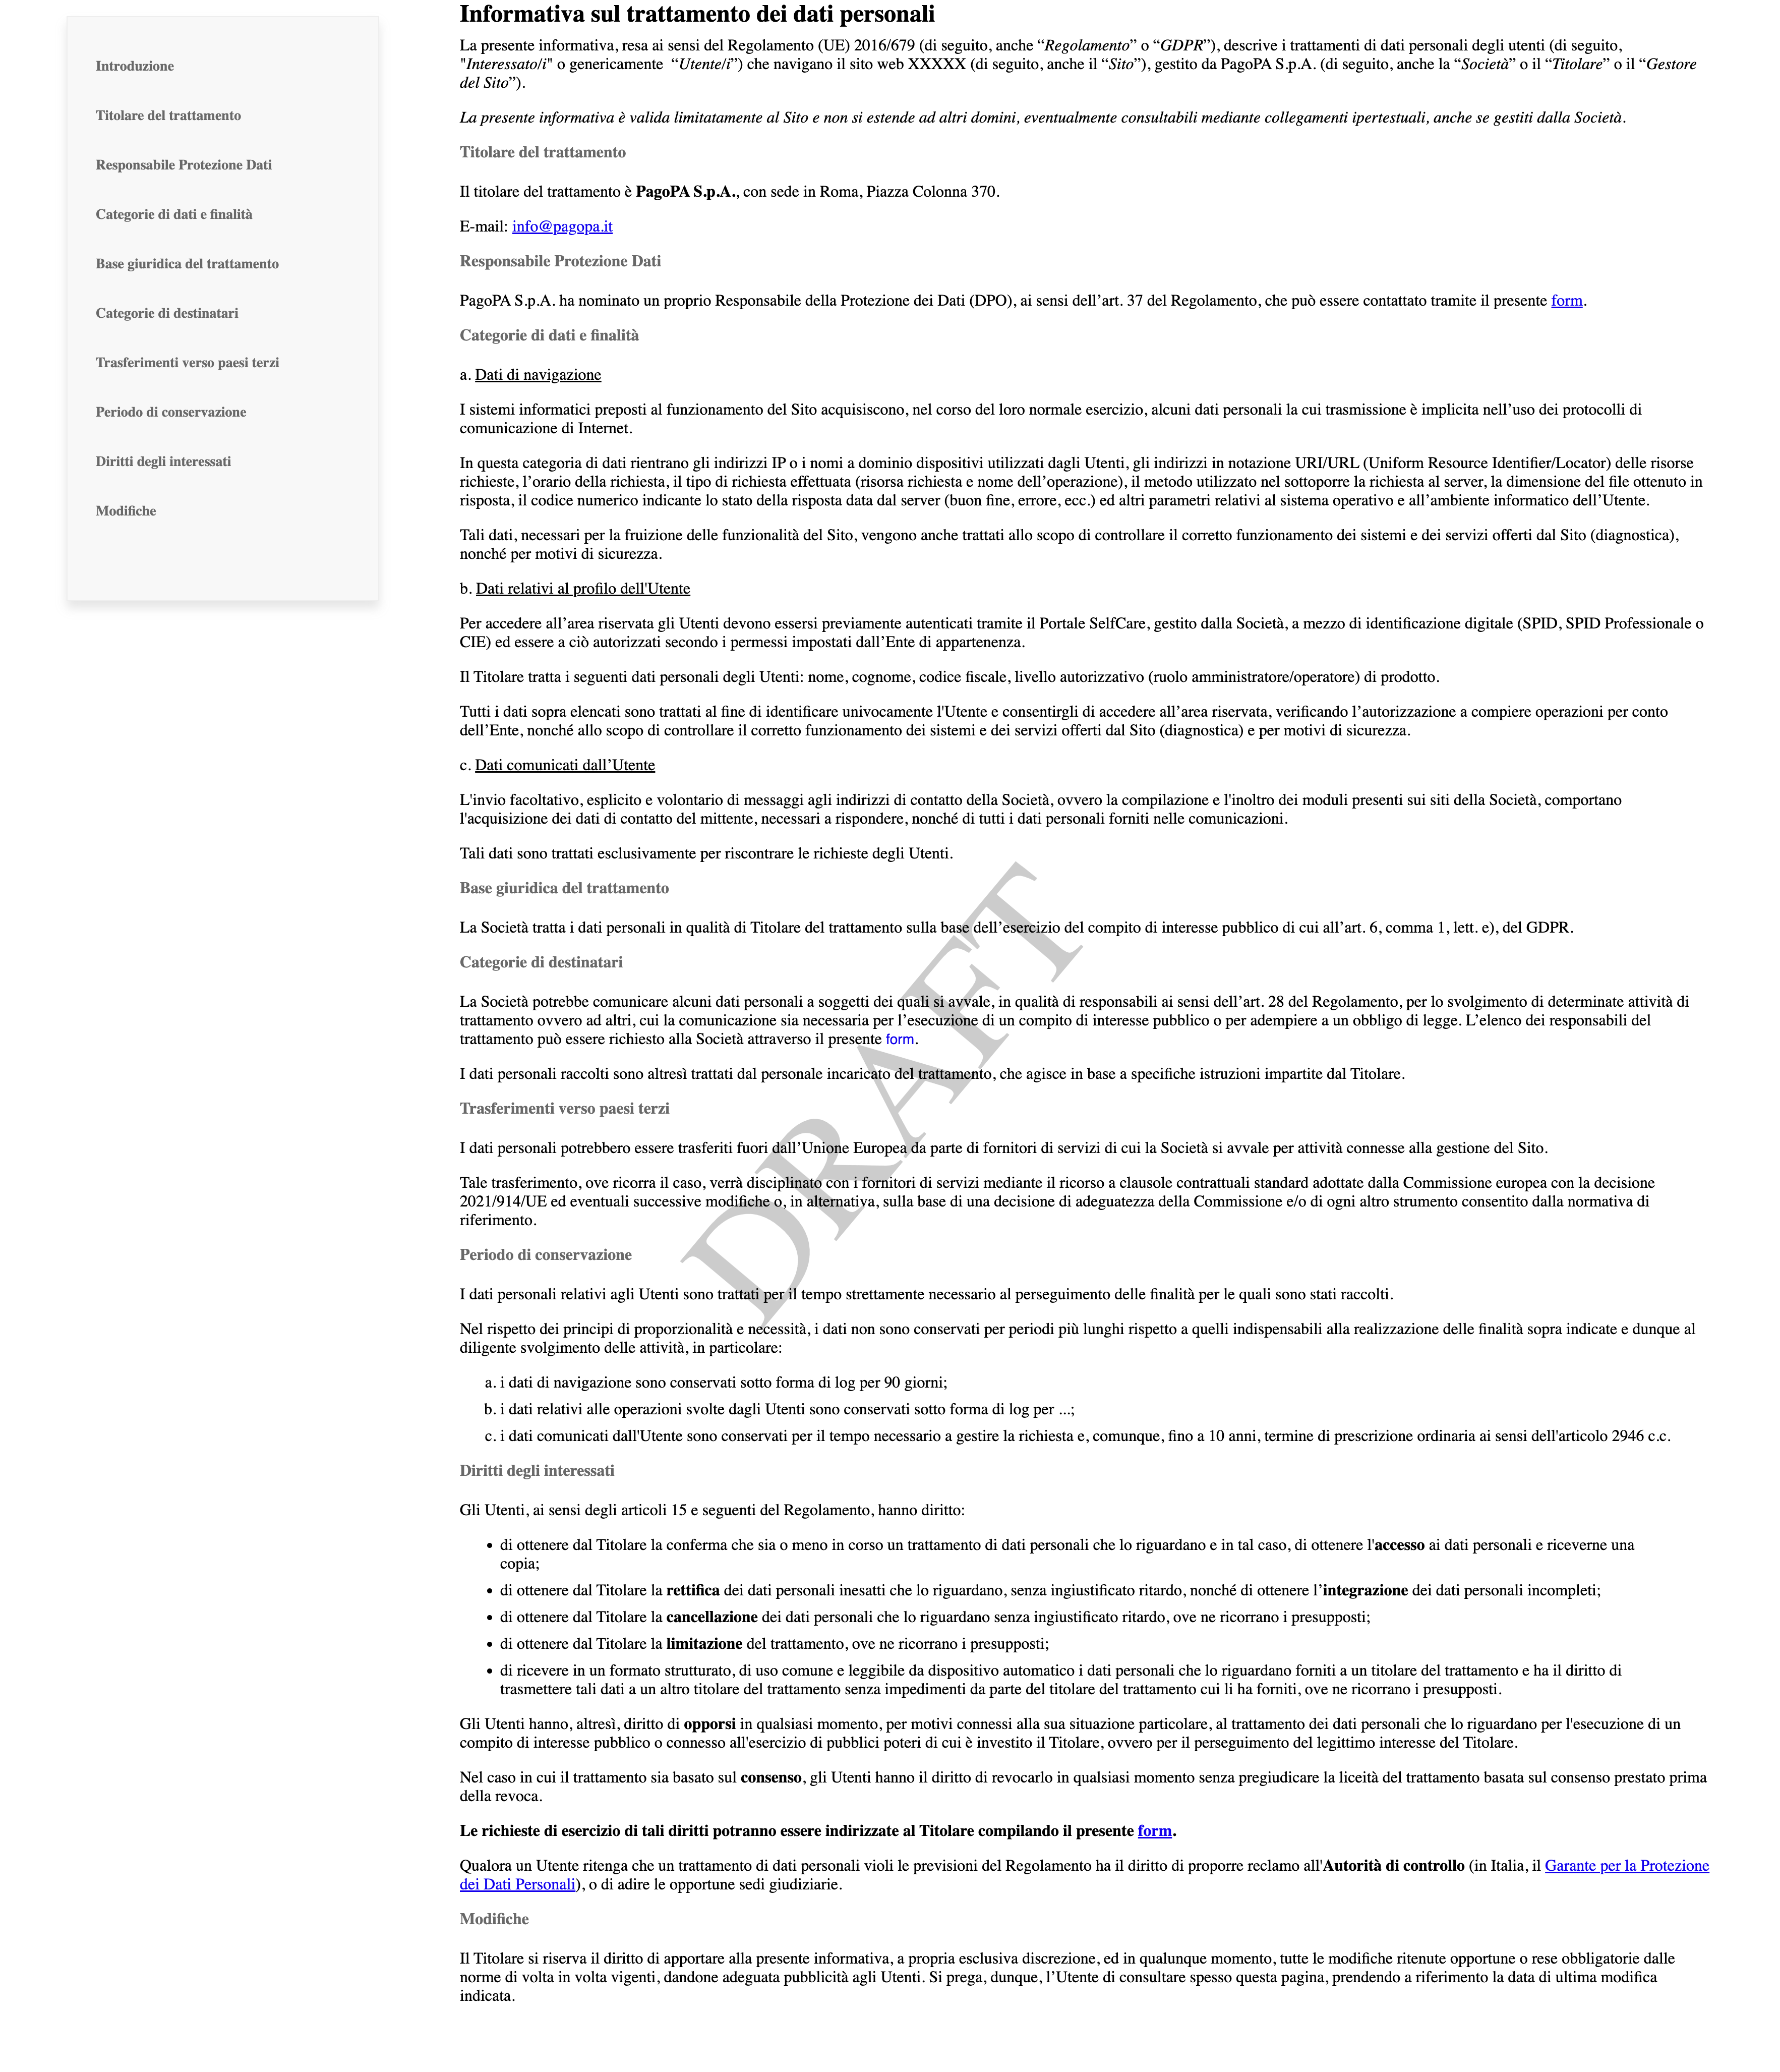 Introduzione
Titolare del trattamento
Responsabile Protezione Dati
Categorie di dati e finalità
Base giuridica del trattamento
Categorie di destinatari
Trasferimenti verso paesi terzi
Periodo di conservazione
Diritti degli interessati
Modifiche
Informativa sul trattamento dei dati personali
La presente informativa, resa ai sensi del Regolamento (UE) 2016/679 (di seguito, anche “Regolamento” o “GDPR”), descrive i trattamenti di dati personali degli utenti (di seguito,
"Interessato/i" o genericamente “Utente/i”) che navigano il sito web XXXXX (di seguito, anche il “Sito”), gestito da PagoPA S.p.A. (di seguito, anche la “Società” o il “Titolare” o il “Gestore
del Sito”).
La presente informativa è valida limitatamente al Sito e non si estende ad altri domini, eventualmente consultabili mediante collegamenti ipertestuali, anche se gestiti dalla Società.
Titolare del trattamento
Il titolare del trattamento è PagoPA S.p.A., con sede in Roma, Piazza Colonna 370.
E-mail: info@pagopa.it
Responsabile Protezione Dati
PagoPA S.p.A. ha nominato un proprio Responsabile della Protezione dei Dati (DPO), ai sensi dell’art. 37 del Regolamento, che può essere contattato tramite il presente form.
Categorie di dati e finalità
a. Dati di navigazione
I sistemi informatici preposti al funzionamento del Sito acquisiscono, nel corso del loro normale esercizio, alcuni dati personali la cui trasmissione è implicita nell’uso dei protocolli di
comunicazione di Internet.
In questa categoria di dati rientrano gli indirizzi IP o i nomi a dominio dispositivi utilizzati dagli Utenti, gli indirizzi in notazione URI/URL (Uniform Resource Identifier/Locator) delle risorse
richieste, l’orario della richiesta, il tipo di richiesta effettuata (risorsa richiesta e nome dell’operazione), il metodo utilizzato nel sottoporre la richiesta al server, la dimensione del file ottenuto in
risposta, il codice numerico indicante lo stato della risposta data dal server (buon fine, errore, ecc.) ed altri parametri relativi al sistema operativo e all’ambiente informatico dell’Utente.
Tali dati, necessari per la fruizione delle funzionalità del Sito, vengono anche trattati allo scopo di controllare il corretto funzionamento dei sistemi e dei servizi offerti dal Sito (diagnostica),
nonché per motivi di sicurezza.
b. Dati relativi al profilo dell'Utente
Per accedere all’area riservata gli Utenti devono essersi previamente autenticati tramite il Portale SelfCare, gestito dalla Società, a mezzo di identificazione digitale (SPID, SPID Professionale o
CIE) ed essere a ciò autorizzati secondo i permessi impostati dall’Ente di appartenenza.
Il Titolare tratta i seguenti dati personali degli Utenti: nome, cognome, codice fiscale, livello autorizzativo (ruolo amministratore/operatore) di prodotto.
Tutti i dati sopra elencati sono trattati al fine di identificare univocamente l'Utente e consentirgli di accedere all’area riservata, verificando l’autorizzazione a compiere operazioni per conto
dell’Ente, nonché allo scopo di controllare il corretto funzionamento dei sistemi e dei servizi offerti dal Sito (diagnostica) e per motivi di sicurezza.
c. Dati comunicati dall’Utente
L'invio facoltativo, esplicito e volontario di messaggi agli indirizzi di contatto della Società, ovvero la compilazione e l'inoltro dei moduli presenti sui siti della Società, comportano
l'acquisizione dei dati di contatto del mittente, necessari a rispondere, nonché di tutti i dati personali forniti nelle comunicazioni.
Tali dati sono trattati esclusivamente per riscontrare le richieste degli Utenti.
Base giuridica del trattamento
La Società tratta i dati personali in qualità di Titolare del trattamento sulla base dell’esercizio del compito di interesse pubblico di cui all’art. 6, comma 1, lett. e), del GDPR.
Categorie di destinatari
La Società potrebbe comunicare alcuni dati personali a soggetti dei quali si avvale, in qualità di responsabili ai sensi dell’art. 28 del Regolamento, per lo svolgimento di determinate attività di
trattamento ovvero ad altri, cui la comunicazione sia necessaria per l’esecuzione di un compito di interesse pubblico o per adempiere a un obbligo di legge. L’elenco dei responsabili del
trattamento può essere richiesto alla Società attraverso il presente form.
I dati personali raccolti sono altresì trattati dal personale incaricato del trattamento, che agisce in base a specifiche istruzioni impartite dal Titolare.
Trasferimenti verso paesi terzi
I dati personali potrebbero essere trasferiti fuori dall’Unione Europea da parte di fornitori di servizi di cui la Società si avvale per attività connesse alla gestione del Sito.
Tale trasferimento, ove ricorra il caso, verrà disciplinato con i fornitori di servizi mediante il ricorso a clausole contrattuali standard adottate dalla Commissione europea con la decisione
2021/914/UE ed eventuali successive modifiche o, in alternativa, sulla base di una decisione di adeguatezza della Commissione e/o di ogni altro strumento consentito dalla normativa di
riferimento.
Periodo di conservazione
I dati personali relativi agli Utenti sono trattati per il tempo strettamente necessario al perseguimento delle finalità per le quali sono stati raccolti.
Nel rispetto dei principi di proporzionalità e necessità, i dati non sono conservati per periodi più lunghi rispetto a quelli indispensabili alla realizzazione delle finalità sopra indicate e dunque al
diligente svolgimento delle attività, in particolare:
a. i dati di navigazione sono conservati sotto forma di log per 90 giorni;
b. i dati relativi alle operazioni svolte dagli Utenti sono conservati sotto forma di log per ...;
c. i dati comunicati dall'Utente sono conservati per il tempo necessario a gestire la richiesta e, comunque, fino a 10 anni, termine di prescrizione ordinaria ai sensi dell'articolo 2946 c.c.
Diritti degli interessati
Gli Utenti, ai sensi degli articoli 15 e seguenti del Regolamento, hanno diritto:
• di ottenere dal Titolare la conferma che sia o meno in corso un trattamento di dati personali che lo riguardano e in tal caso, di ottenere l'accesso ai dati personali e riceverne una
copia;
• di ottenere dal Titolare la rettifica dei dati personali inesatti che lo riguardano, senza ingiustificato ritardo, nonché di ottenere l’integrazione dei dati personali incompleti;
• di ottenere dal Titolare la cancellazione dei dati personali che lo riguardano senza ingiustificato ritardo, ove ne ricorrano i presupposti;
• di ottenere dal Titolare la limitazione del trattamento, ove ne ricorrano i presupposti;
• di ricevere in un formato strutturato, di uso comune e leggibile da dispositivo automatico i dati personali che lo riguardano forniti a un titolare del trattamento e ha il diritto di
trasmettere tali dati a un altro titolare del trattamento senza impedimenti da parte del titolare del trattamento cui li ha forniti, ove ne ricorrano i presupposti.
Gli Utenti hanno, altresì, diritto di opporsi in qualsiasi momento, per motivi connessi alla sua situazione particolare, al trattamento dei dati personali che lo riguardano per l'esecuzione di un
compito di interesse pubblico o connesso all'esercizio di pubblici poteri di cui è investito il Titolare, ovvero per il perseguimento del legittimo interesse del Titolare.
Nel caso in cui il trattamento sia basato sul consenso, gli Utenti hanno il diritto di revocarlo in qualsiasi momento senza pregiudicare la liceità del trattamento basata sul consenso prestato prima
della revoca.
Le richieste di esercizio di tali diritti potranno essere indirizzate al Titolare compilando il presente form.
Qualora un Utente ritenga che un trattamento di dati personali violi le previsioni del Regolamento ha il diritto di proporre reclamo all'Autorità di controllo (in Italia, il Garante per la Protezione
dei Dati Personali), o di adire le opportune sedi giudiziarie.
Modifiche
Il Titolare si riserva il diritto di apportare alla presente informativa, a propria esclusiva discrezione, ed in qualunque momento, tutte le modifiche ritenute opportune o rese obbligatorie dalle
norme di volta in volta vigenti, dandone adeguata pubblicità agli Utenti. Si prega, dunque, l’Utente di consultare spesso questa pagina, prendendo a riferimento la data di ultima modifica
indicata.
DRAFT